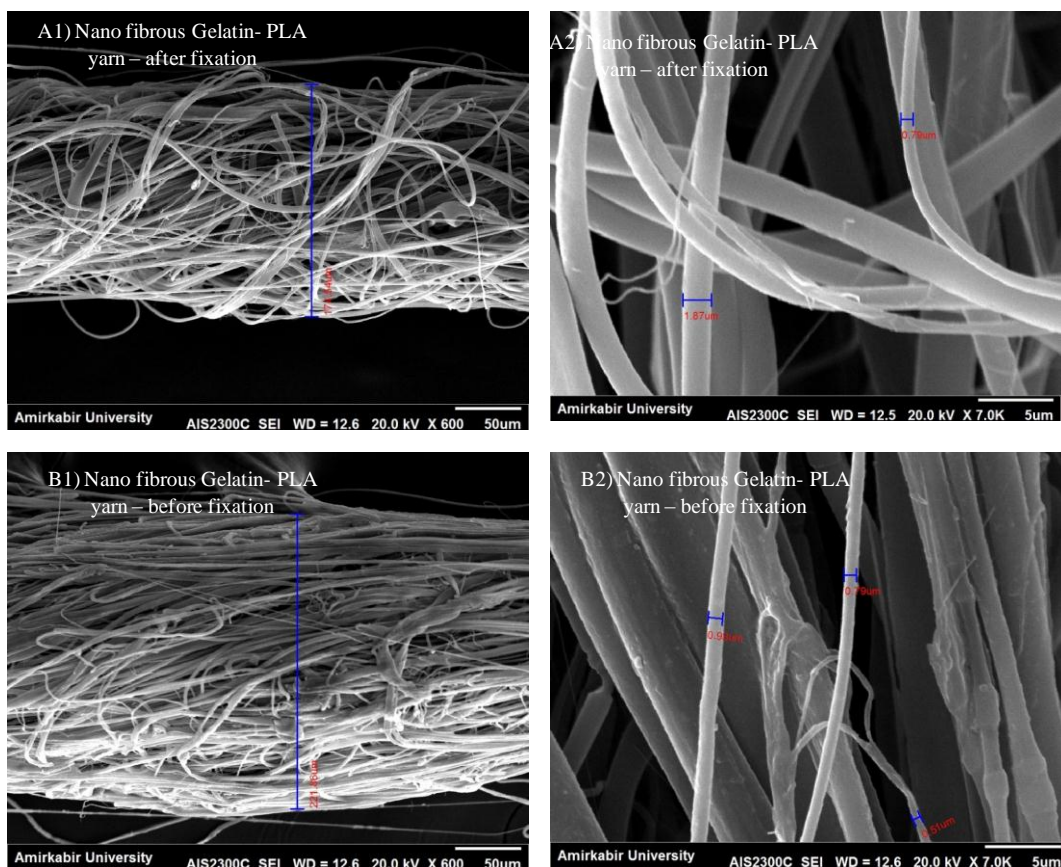 A1) Nano fibrous Gelatin- PLA
yarn – after fixation
Amirkabir University
AIS2300C SEI WD = 12.6 20.0 kV X 600 50um
A2) Nano fibrous Gelatin- PLA
yarn – after fixation
0.79um
1.87um
Amirkabir University
AIS2300C SEI WD = 12.5 20.0 kV X 7.0K 5um
B1) Nano fibrous Gelatin- PLA
yarn – before fixation
Amirkabir University
AIS2300C SEI WD = 12.6 20.0 kV X 600 50um
B2) Nano fibrous Gelatin- PLA
yarn – before fixation
0.79um
Amirkabir University
AIS2300C SEI WD = 12.6 20.0 kV X 7.0K 5um